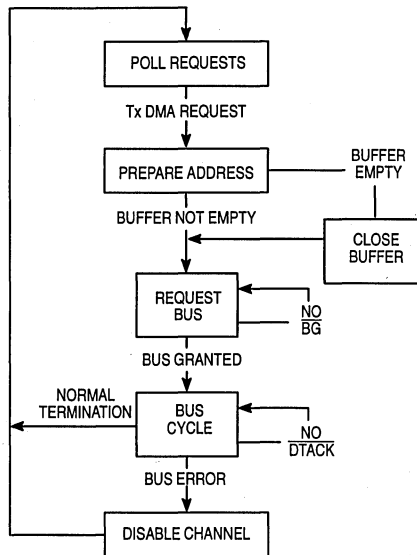 POLL REQUESTS
Tx DMA REQUEST
PREPARE ADDRESS
BUFFER
EMPTY
BUFFER NOT EMPTY
CLOSE
BUFFER
REQUEST
BUS
NO
BG
BUS GRANTED
NORMAL
TERMINATION
BUS
CYCLE
NO
DTACK
BUS ERROR
DISABLE CHANNEL